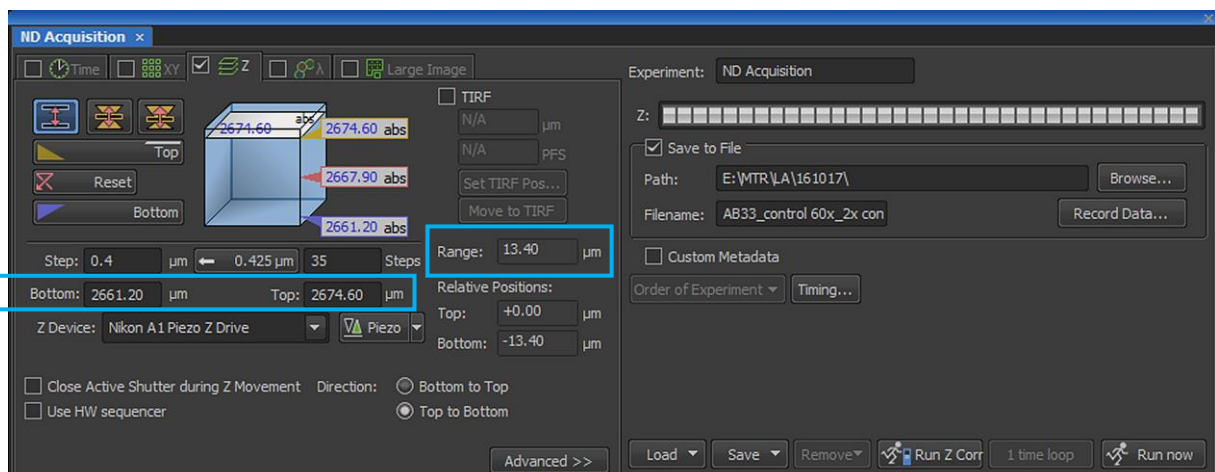 ND Acquisition ×
Time XY Z λ Large Image
Top
Reset
Bottom
abs
2671.60
2674.60 abs
2667.90 abs
2661.20 abs
TIRF
N/A µm
N/A PFS
Set TIRF Pos...
Move to TIRF
Step: 0.4 µm 0.425 µm 35 Steps
Range: 13.40 µm
Bottom: 2661.20 µm Top: 2674.60 µm
Relative Positions:
Top: +0.00 µm
Bottom: -13.40 µm
Z Device: Nikon A1 Piezo Z Drive Piezo
Close Active Shutter during Z Movement Direction: Bottom to Top
Use HW sequencer Top to Bottom
Advanced >>
Experiment: ND Acquisition
Z:
Save to File
Path: E:\MTR\LA\161017\ Browse...
Filename: AB33_control 60x_2x con Record Data...
Custom Metadata
Order of Experiment Timing...
Load Save Remove Run Z Corr 1 time loop Run now